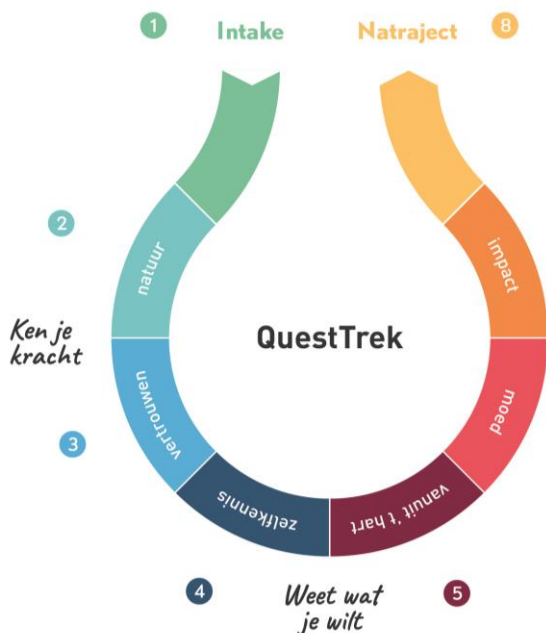 1
Intake
Natraject
8
2
natuur
impact
Ken je
kracht
QuestTrek
3
vertrouwen
moed
zelfkennis
vanuit 't hart
4
Weet wat
je wilt
5